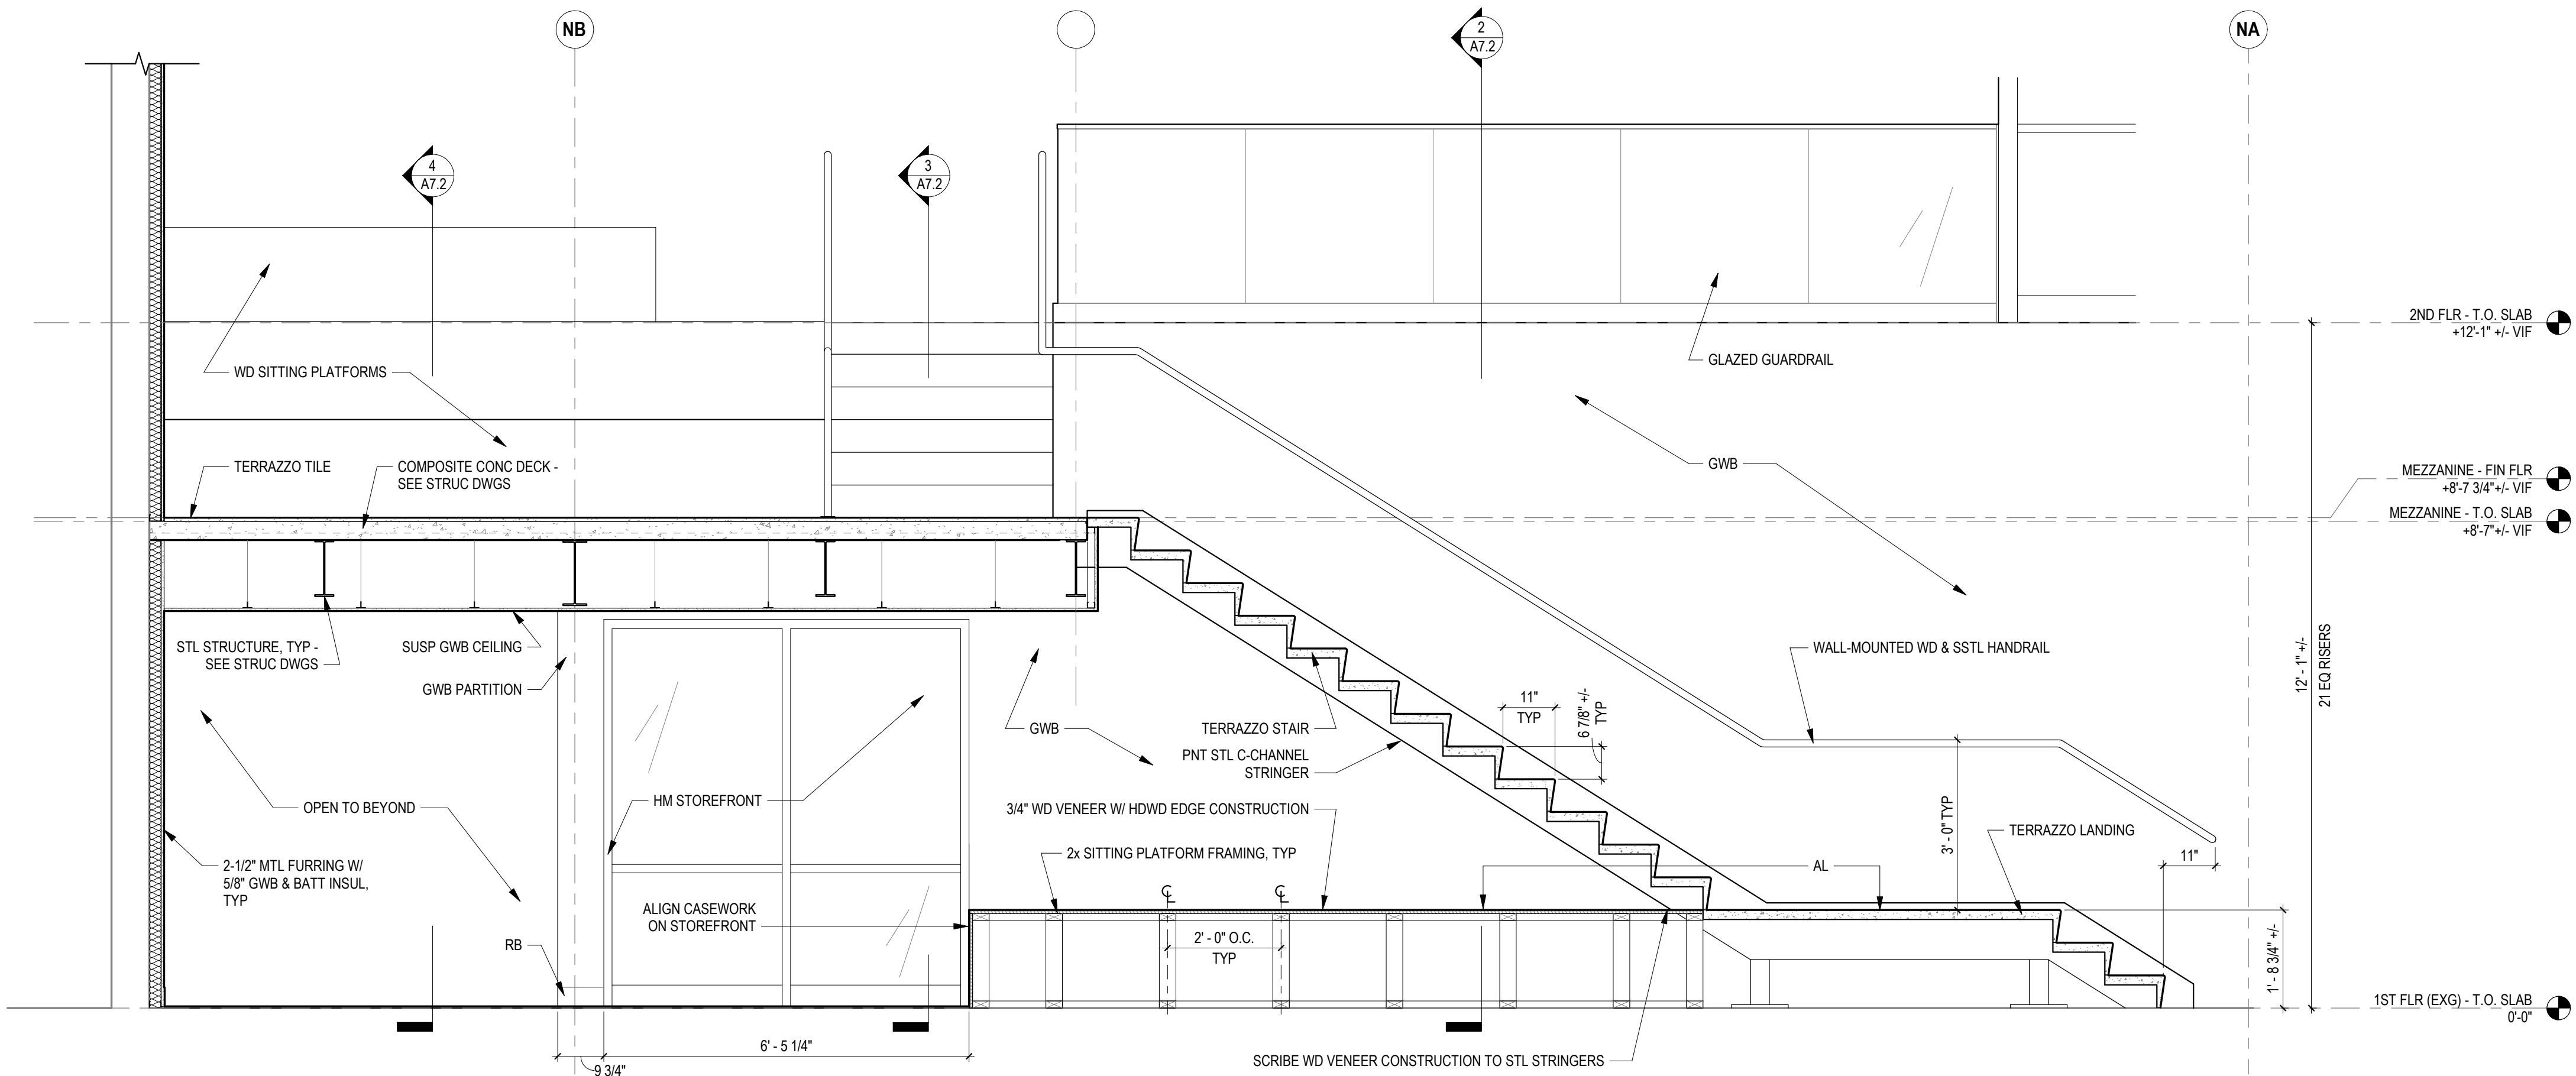 NB
2
A7.2
NA
4
A7.2
3
A7.2
2ND FLR - T.O. SLAB
+12'-1" +/- VIF
GLAZED GUARDRAIL
WD SITTING PLATFORMS
TERRAZZO TILE
COMPOSITE CONC DECK -
SEE STRUC DWGS
GWB
MEZZANINE - FIN FLR
+8'-7 3/4"+/- VIF
MEZZANINE - T.O. SLAB
+8'-7"+/- VIF
STL STRUCTURE, TYP -
SEE STRUC DWGS
SUSP GWB CEILING
GWB PARTITION
WALL-MOUNTED WD & SSTL HANDRAIL
12' - 1" +/-
21 EQ RISERS
11"
TYP
6 7/8" +/-
TYP
GWB
TERRAZZO STAIR
PNT STL C-CHANNEL
STRINGER
OPEN TO BEYOND
HM STOREFRONT
3/4" WD VENEER W/ HDWD EDGE CONSTRUCTION
3' - 0" TYP
TERRAZZO LANDING
2x SITTING PLATFORM FRAMING, TYP
AL
11"
2-1/2" MTL FURRING W/
5/8" GWB & BATT INSUL,
TYP
CL
CL
ALIGN CASEWORK
ON STOREFRONT
RB
2' - 0" O.C.
TYP
1' - 8 3/4" +/-
1ST FLR (EXG) - T.O. SLAB
0'-0"
6' - 5 1/4"
9 3/4"
SCRIBE WD VENEER CONSTRUCTION TO STL STRINGERS